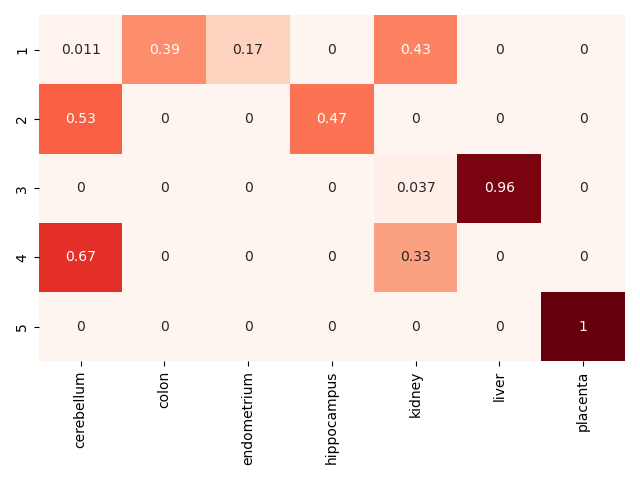 1 0.011 0.39 0.17 0 0.43 0 0
2 0.53 0 0 0.47 0 0 0
3 0 0 0 0 0.037 0.96 0
4 0.67 0 0 0 0.33 0 0
5 0 0 0 0 0 0 1
cerebellum colon endometrium hippocampus kidney liver placenta